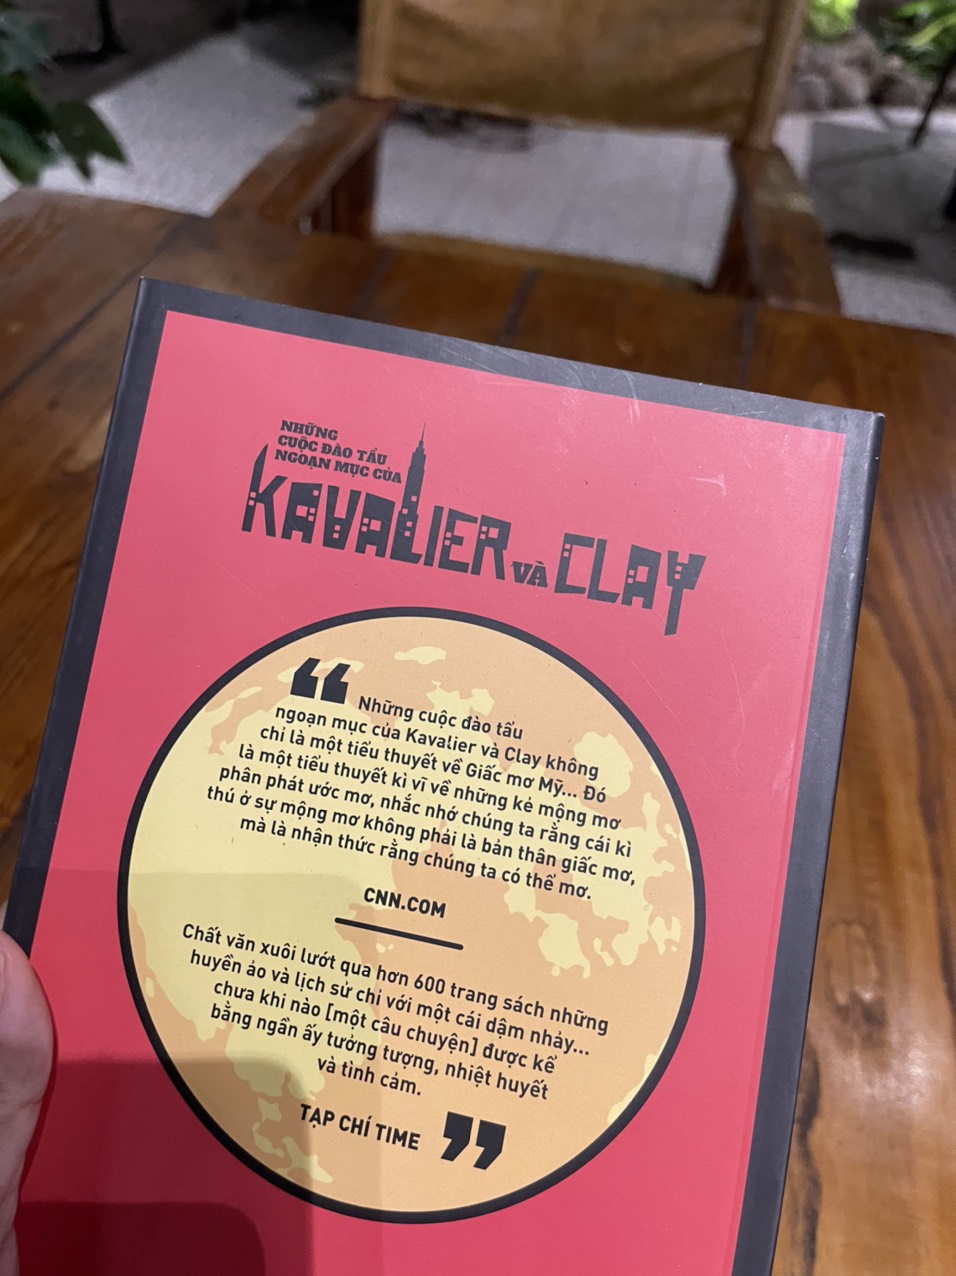 NHỮNG
CUỘC ĐÀO TẨU
NGOẠN MỤC CỦA
KAVALIER VÀ CLAY
“ Những cuộc đào tẩu
ngoạn mục của Kavalier và Clay không
chỉ là một tiểu thuyết về Giấc mơ Mỹ... Đó
là một tiểu thuyết kì vĩ về những kẻ mộng mơ
phân phát ước mơ, nhắc nhớ chúng ta rằng cái kì
thú ở sự mộng mơ không phải là bản thân giấc mơ,
mà là nhận thức rằng chúng ta có thể mơ.
CNN.COM
Chất văn xuôi lướt qua hơn 600 trang sách những
huyền ảo và lịch sử chỉ với một cái dậm nhảy...
chưa khi nào [một câu chuyện] được kể
bằng ngần ấy tưởng tượng, nhiệt huyết
và tình cảm.
TẠP CHÍ TIME ”